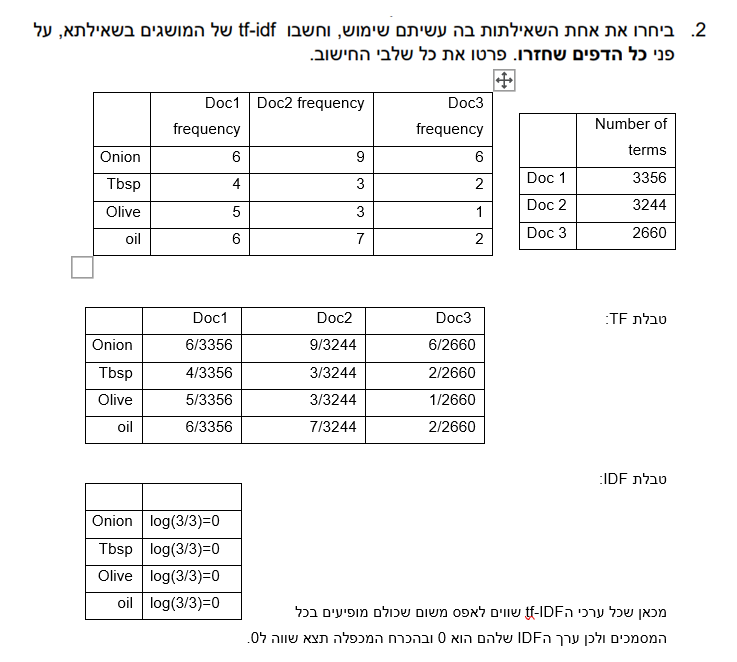 2. ביחרו את אחת השאילתות בה עשיתם שימוש, וחשבו tf-idf של המושגים בשאילתא, על
פני כל הדפים שחזרו. פרטו את כל שלבי החישוב.
Doc1 frequency Doc2 frequency Doc3 frequency
Onion 6 9 6
Tbsp 4 3 2
Olive 5 3 1
oil 6 7 2
Number of terms
Doc 1 3356
Doc 2 3244
Doc 3 2660
טבלת TF:
Doc1 Doc2 Doc3
Onion 6/3356 9/3244 6/2660
Tbsp 4/3356 3/3244 2/2660
Olive 5/3356 3/3244 1/2660
oil 6/3356 7/3244 2/2660
טבלת IDF:
Onion log(3/3)=0
Tbsp log(3/3)=0
Olive log(3/3)=0
oil log(3/3)=0
מכאן שכל ערכי הtf-IDF שווים לאפס משום שכולם מופיעים בכל
המסמכים ולכן ערך הIDF שלהם הוא 0 ובהכרח המכפלה תצא שווה ל0.